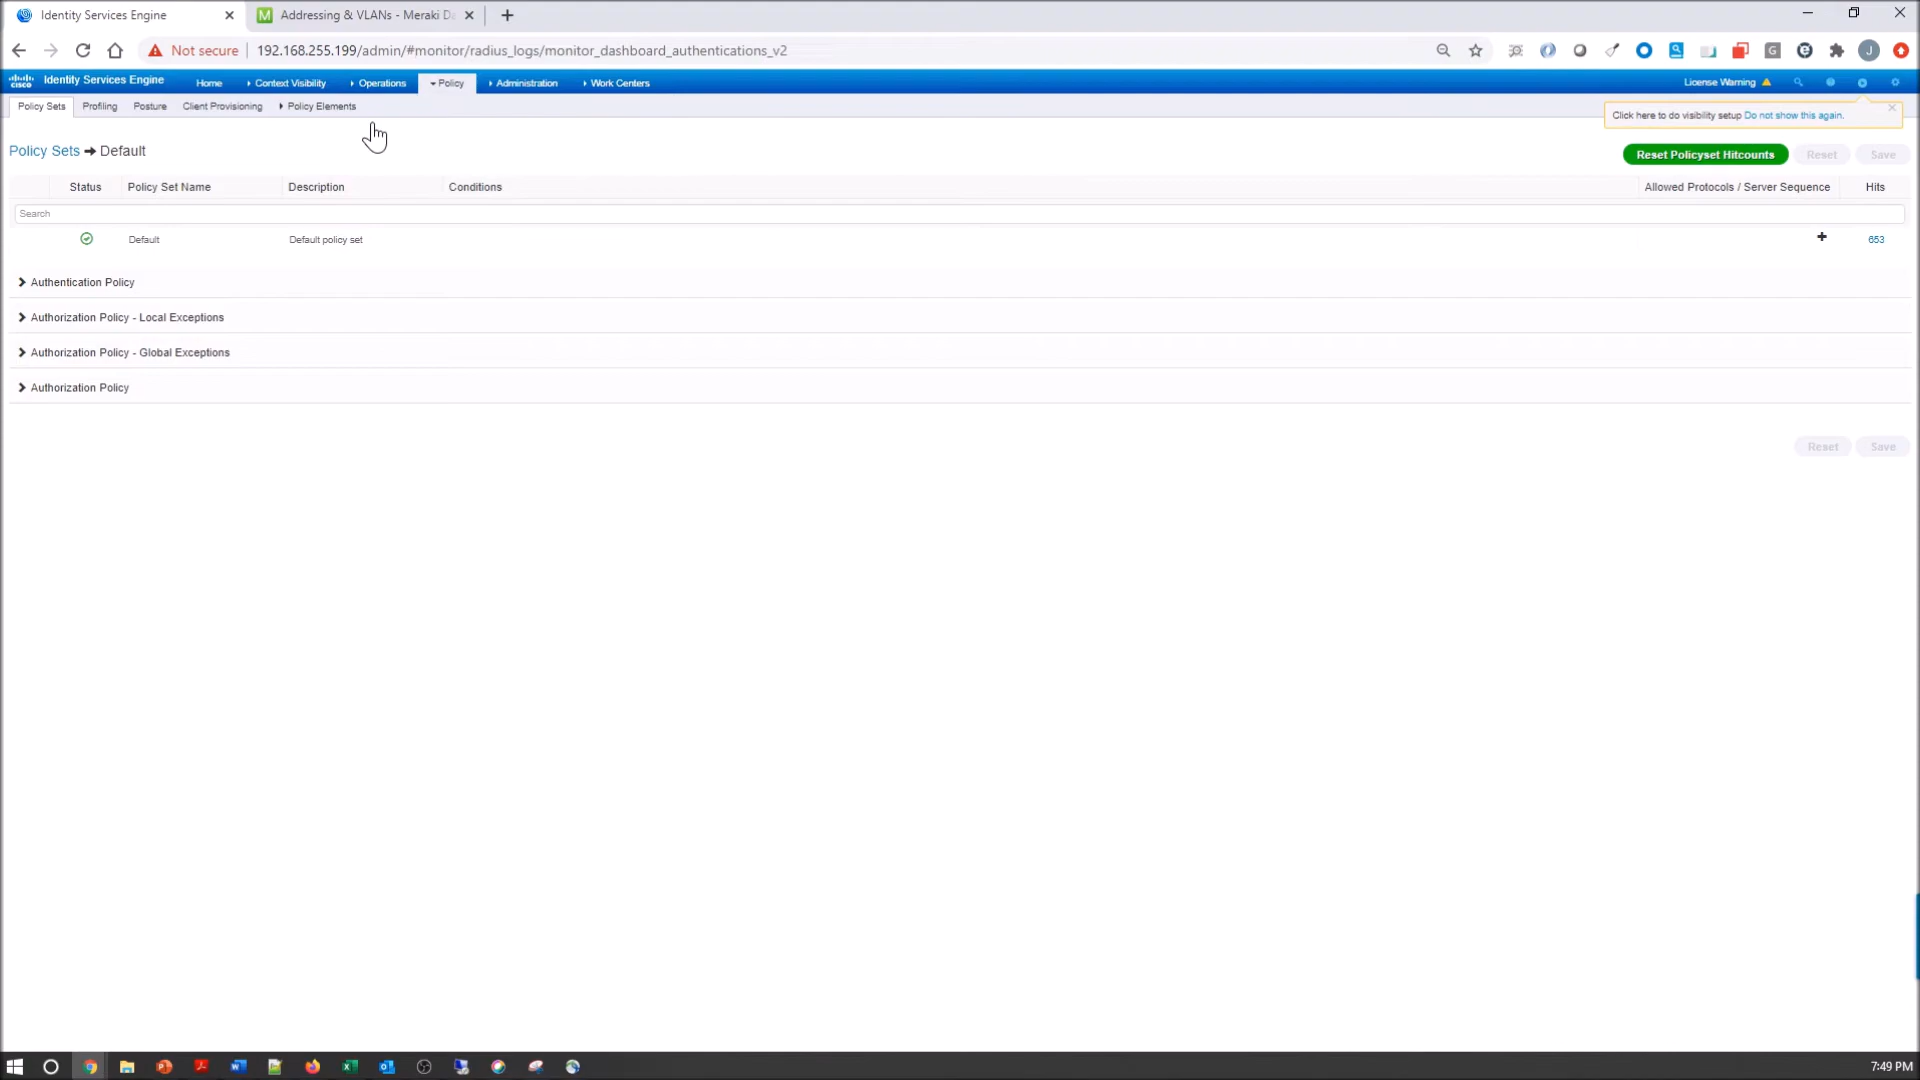 Identity Services Engine
Addressing & VLANs - Meraki Da
Not secure
192.168.255.199/admin/#monitor/radius_logs/monitor_dashboard_authentications_v2
G
J
cisco
Identity Services Engine
Home
Context Visibility
Operations
Policy
Administration
Work Centers
License Warning
Policy Sets
Profiling
Posture
Client Provisioning
Policy Elements
Click here to do visibility setup Do not show this again.
Policy Sets ➔ Default
Reset Policyset Hitcounts
Reset
Save
Status
Policy Set Name
Description
Conditions
Allowed Protocols / Server Sequence
Hits
Search
Default
Default policy set
653
Authentication Policy
Authorization Policy - Local Exceptions
Authorization Policy - Global Exceptions
Authorization Policy
Reset
Save
7:49 PM